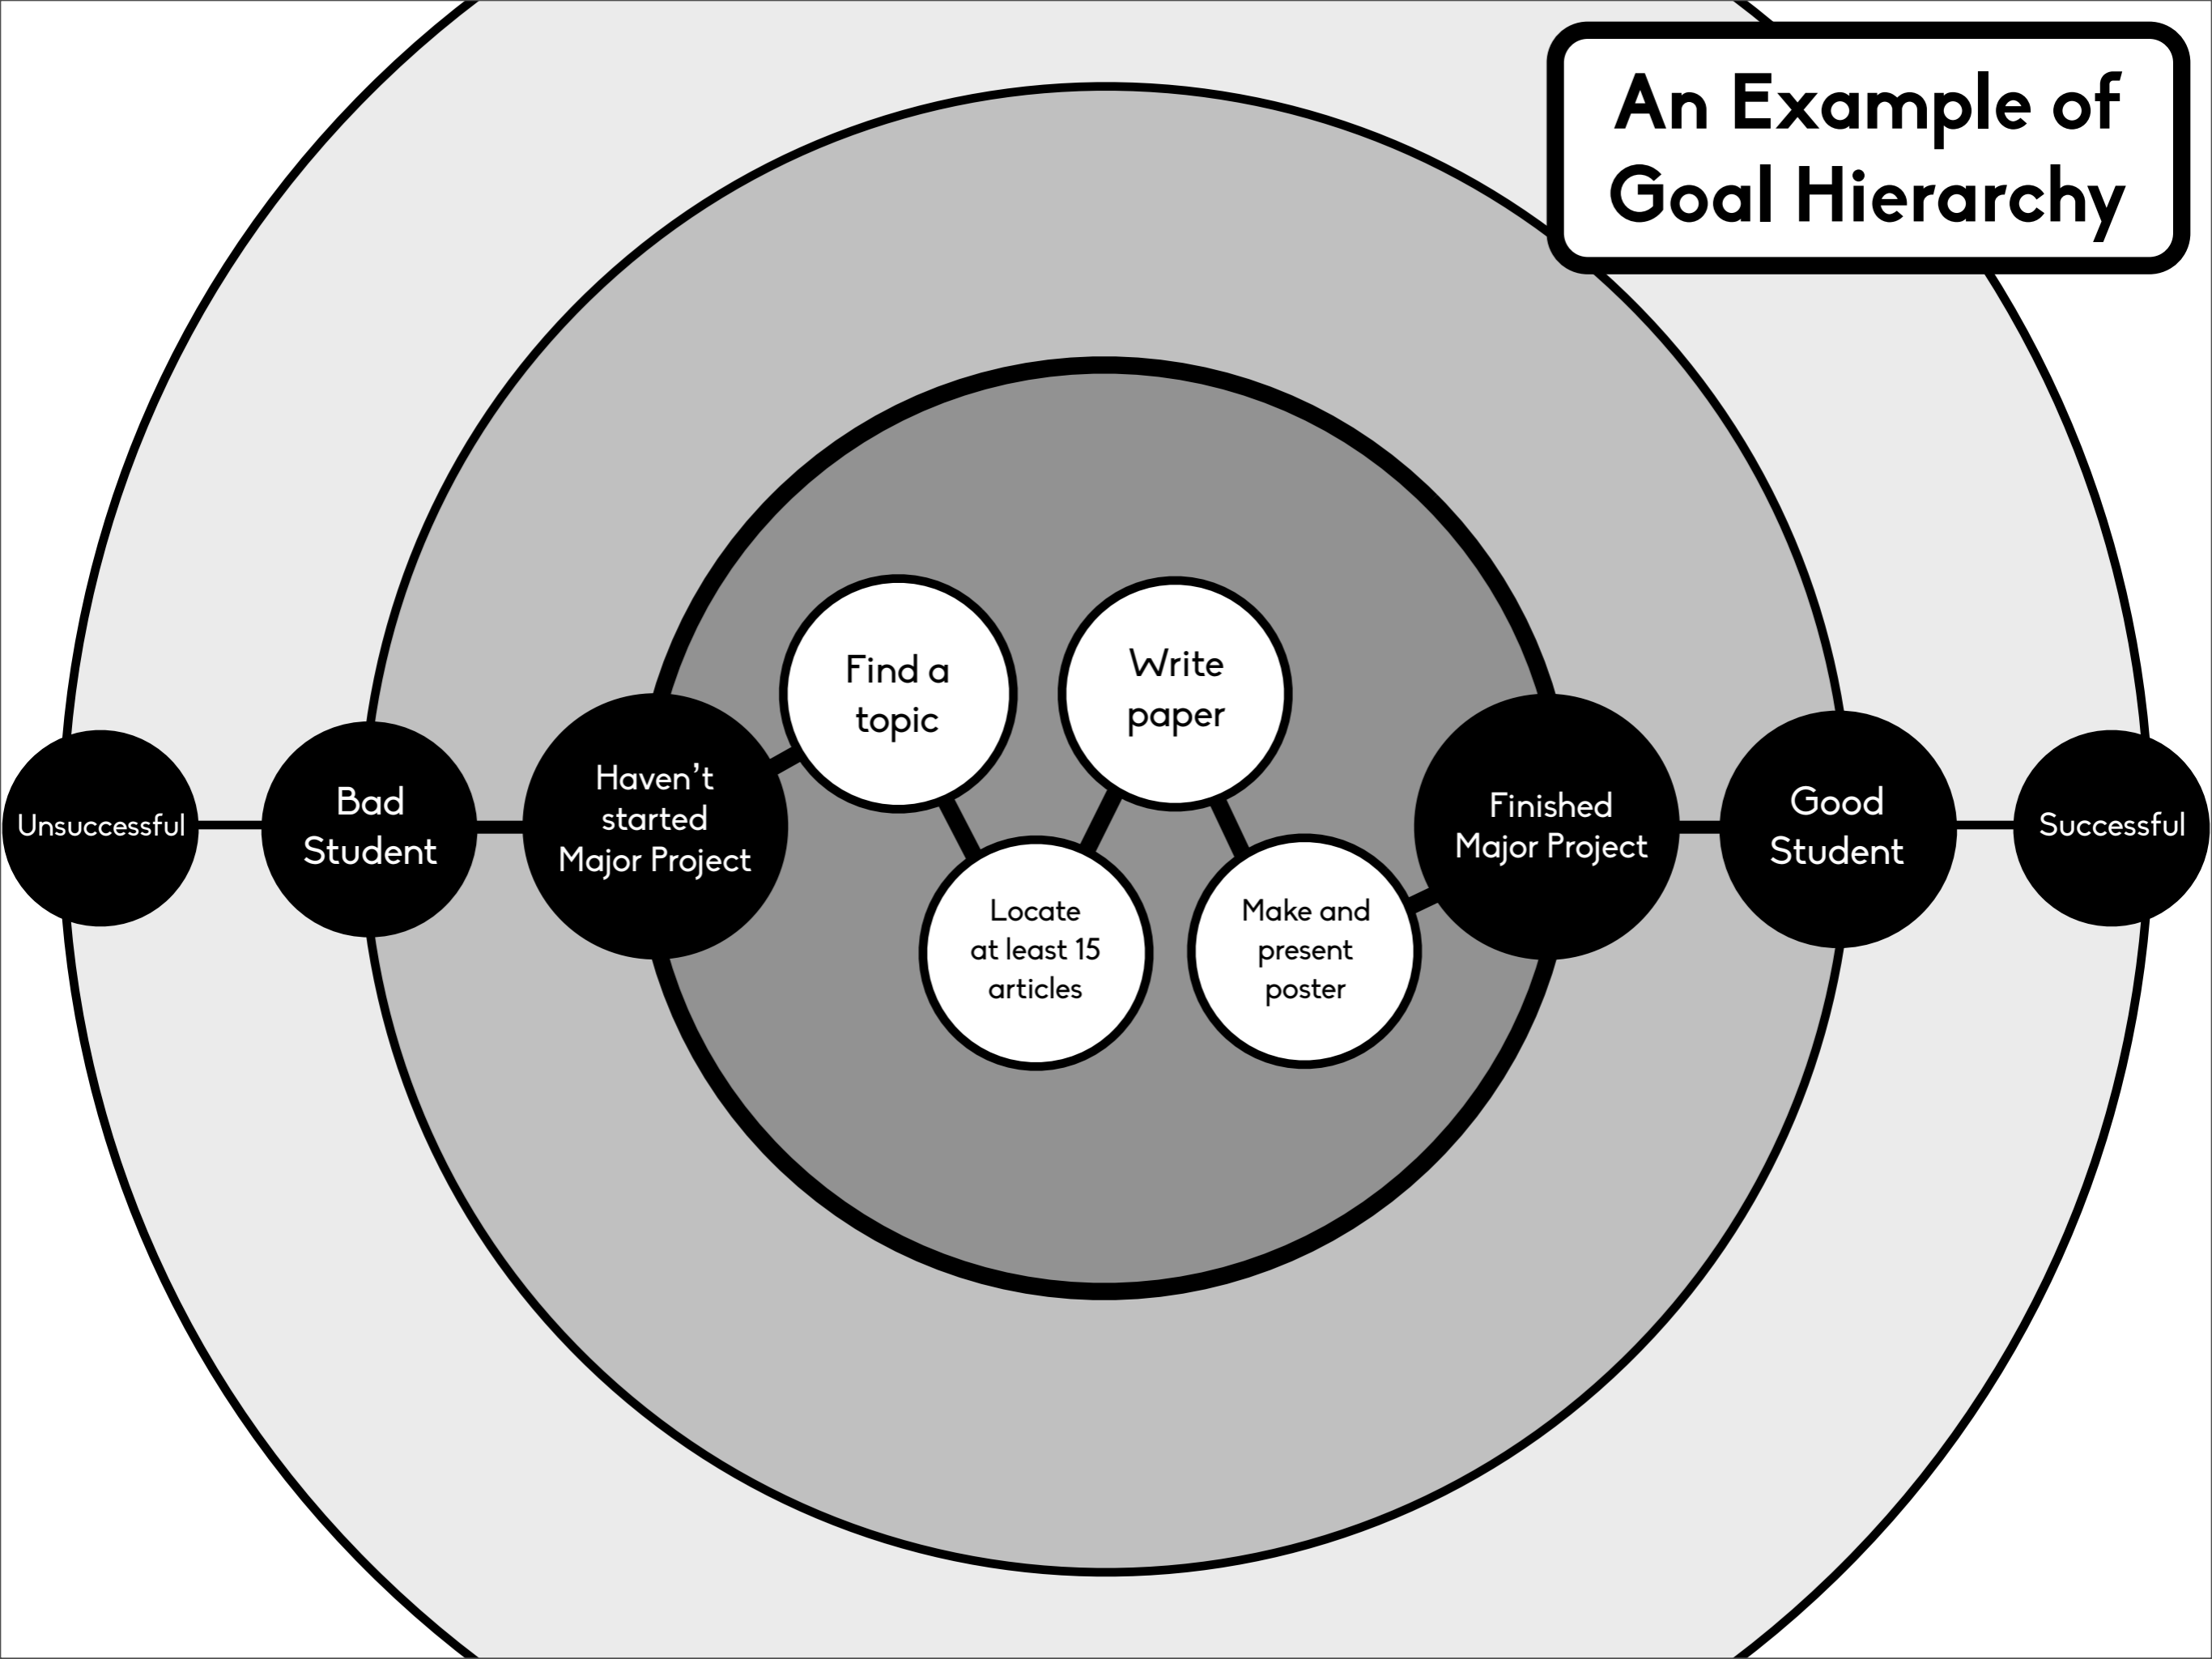 An Example of
Goal Hierarchy
Unsuccessful
Bad
Student
Haven't
started
Major Project
Find a
topic
Locate
at least 15
articles
Write
paper
Make and
present
poster
Finished
Major Project
Good
Student
Successful